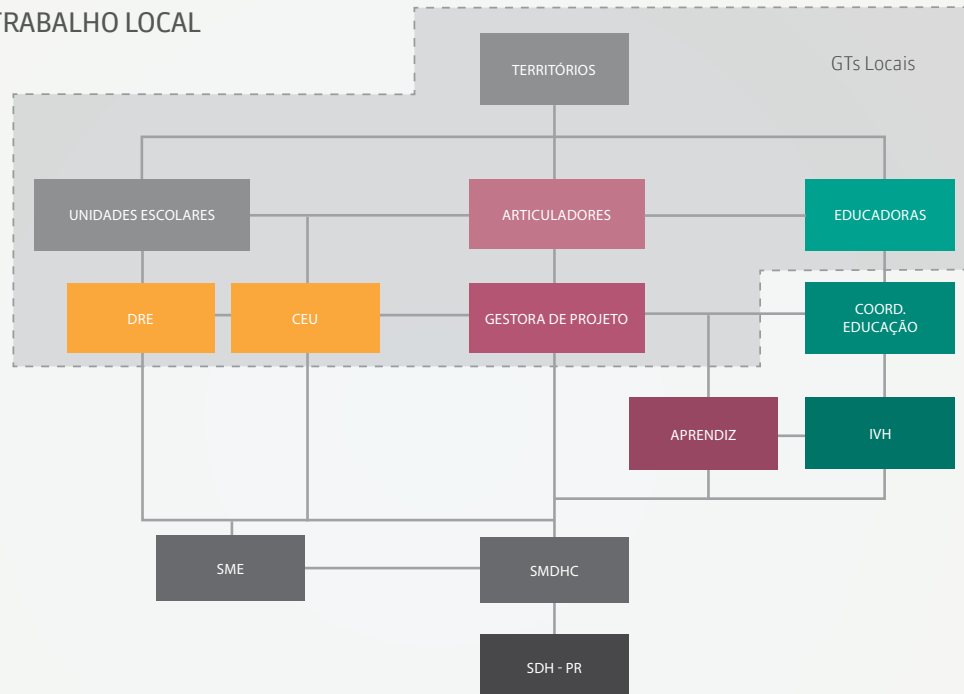 TRABALHO LOCAL
TERRITÓRIOS
GTs Locais
UNIDADES ESCOLARES
ARTICULADORES
EDUCADORAS
DRE
CEU
GESTORA DE PROJETO
COORD.
EDUCAÇÃO
APRENDIZ
IVH
SME
SMDHC
SDH - PR